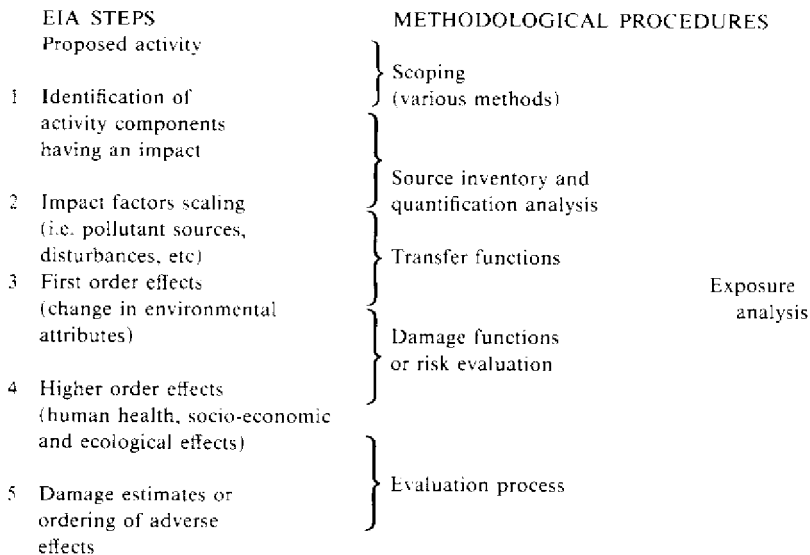 EIA STEPS
Proposed activity
1 Identification of
activity components
having an impact
2 Impact factors scaling
(i.e. pollutant sources,
disturbances, etc)
3 First order effects
(change in environmental
attributes)
4 Higher order effects
(human health, socio-economic
and ecological effects)
5 Damage estimates or
ordering of adverse
effects
METHODOLOGICAL PROCEDURES
Scoping
(various methods)
Source inventory and
quantification analysis
Transfer functions
Damage functions
or risk evaluation
Evaluation process
Exposure
analysis